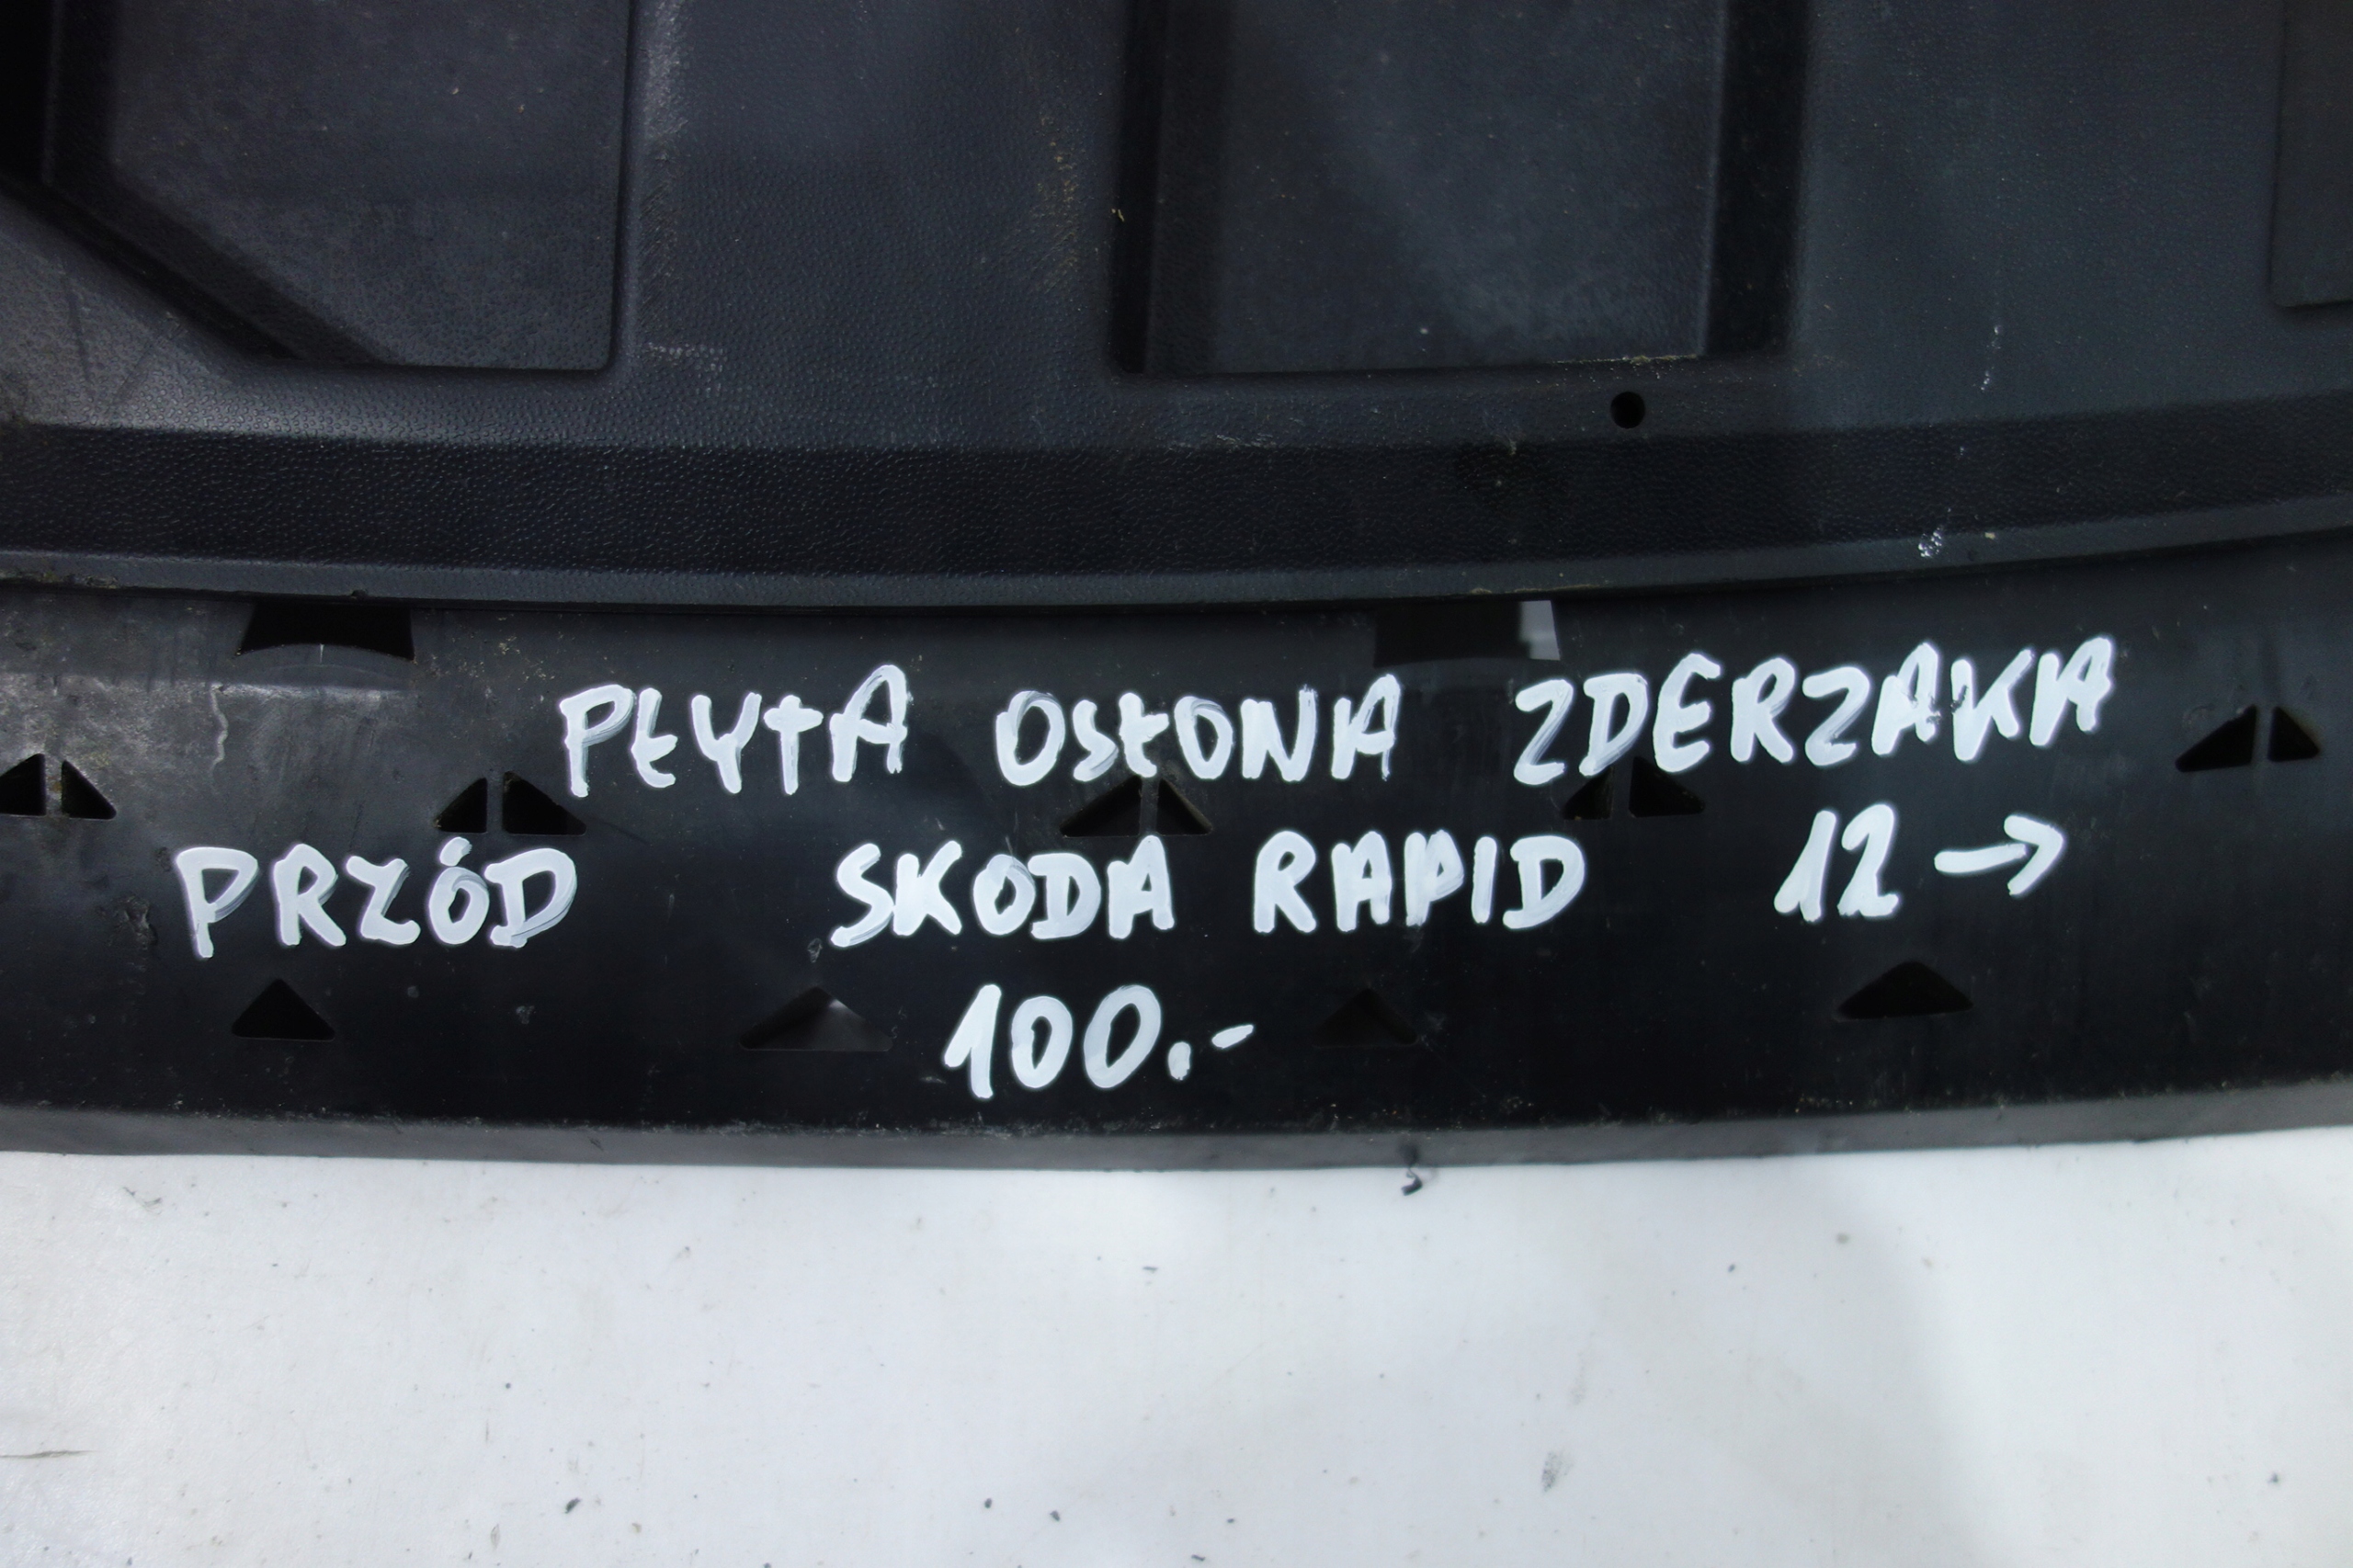 PŁYTA OSŁONA ZDERZAKA
PRZÓD SKODA RAPID 12→
100.-